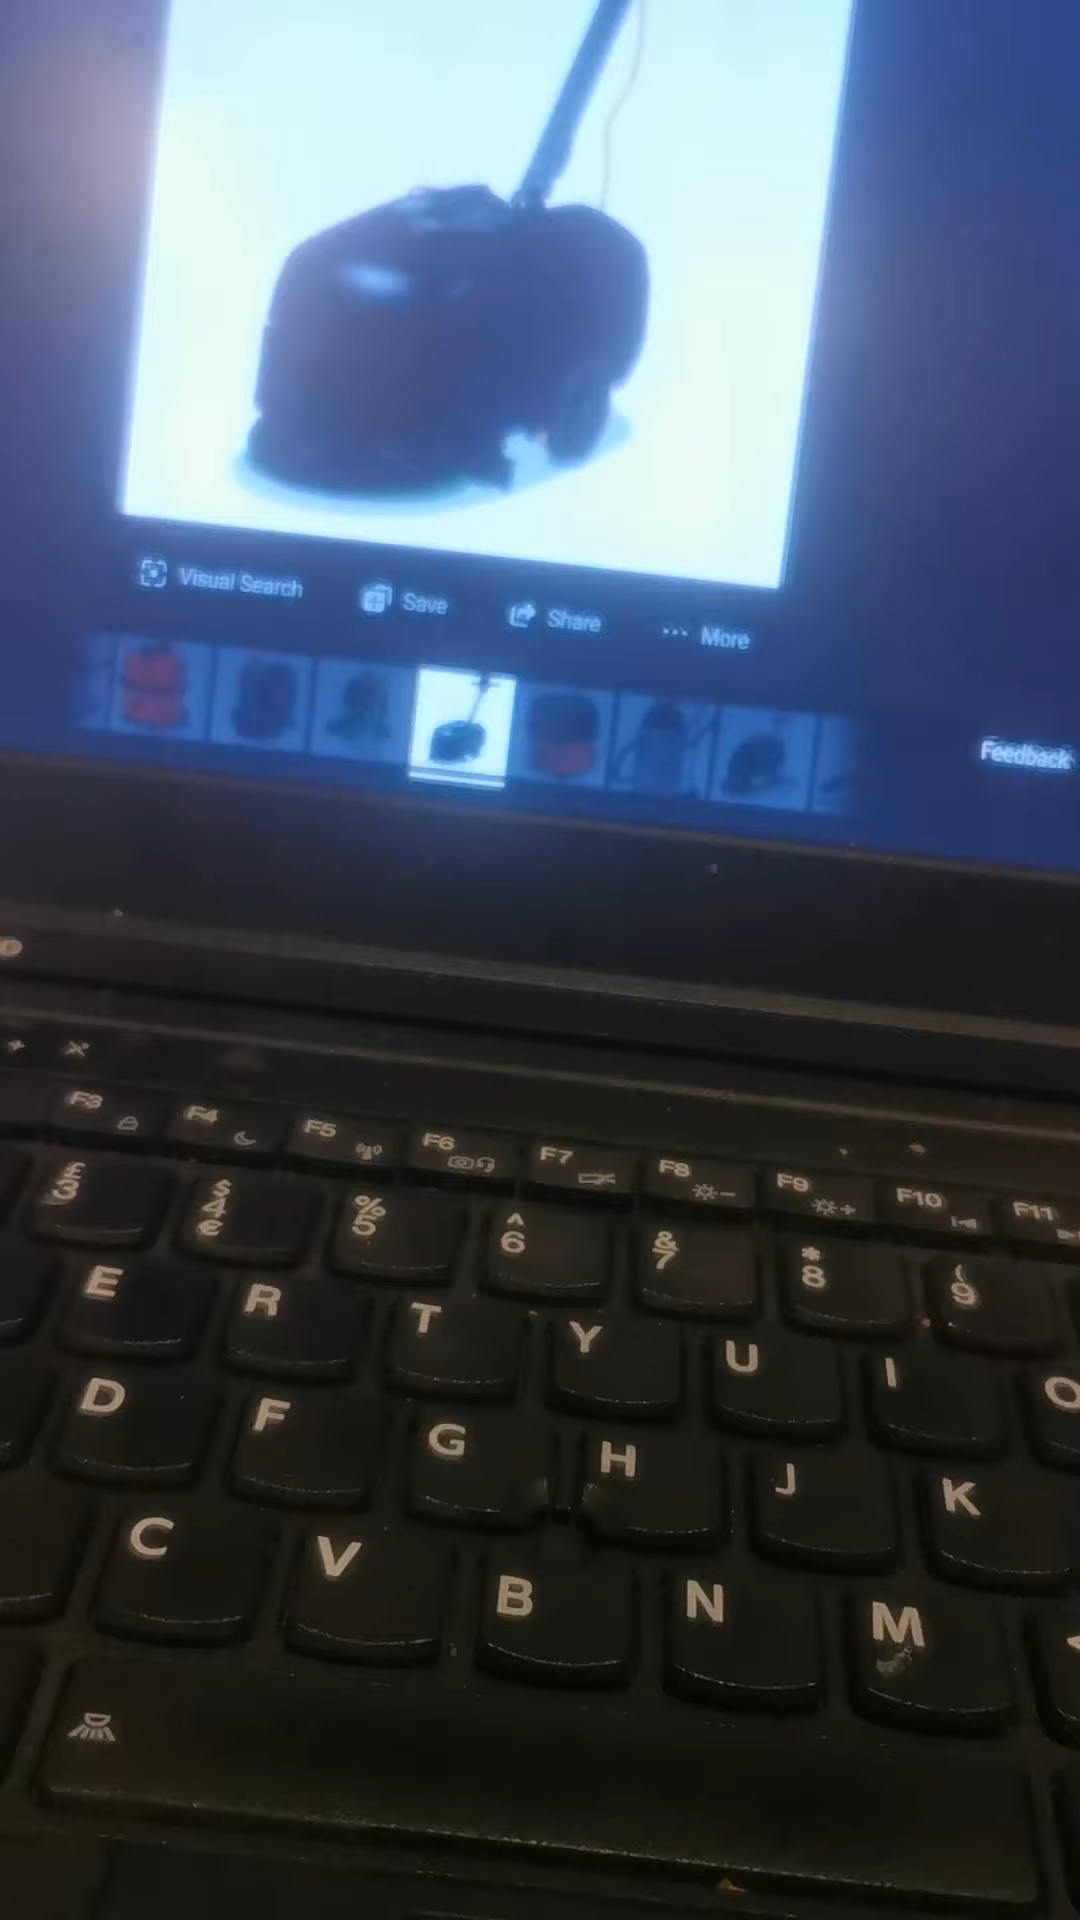 Visual Search Save Share ... More
Feedback
F3 F4 F5 F6 F7 F8 F9 F10 F11
£ $ % ^ & * (
3 4 € 5 6 7 8 9
E R T Y U I O
D F G H J K
C V B N M